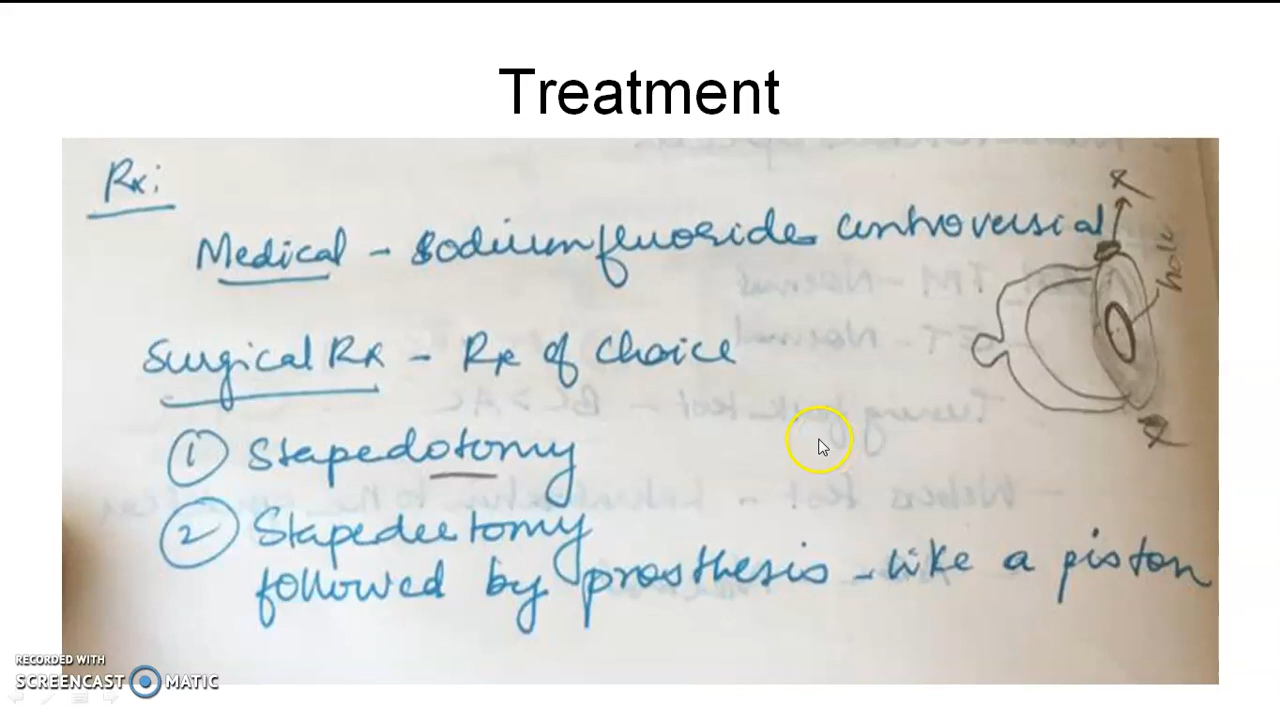 Treatment
Rx:
Medical - Sodium fluoride controversial
hole
Surgical Rx - Rx of choice
① Stapedotomy
② Stapedectomy
followed by prosthesis - like a piston
RECORDED WITH
SCREENCAST MATIC